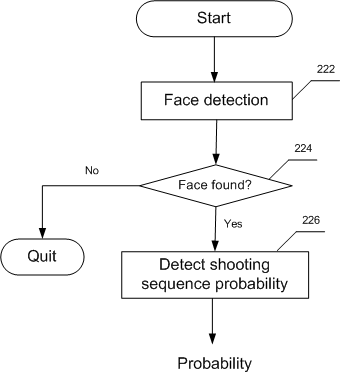 Start
222
Face detection
224
No
Face found?
Yes
226
Quit
Detect shooting
sequence probability
Probability